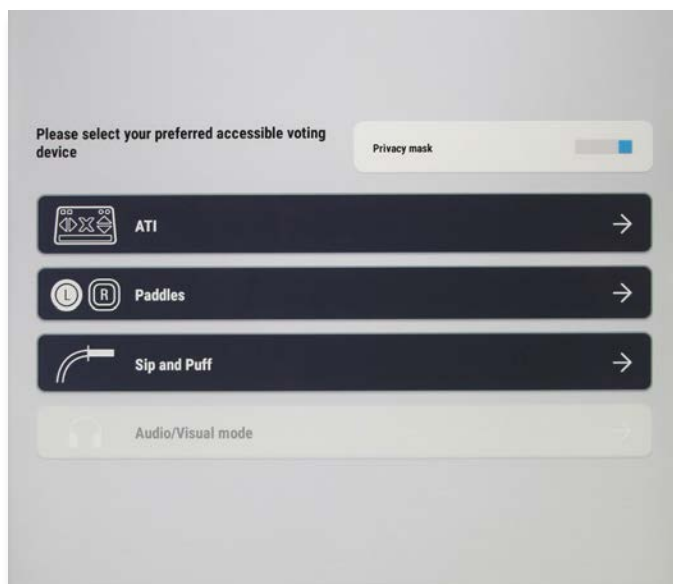 Please select your preferred accessible voting
device
Privacy mask
ATI
L R Paddles
Sip and Puff
Audio/Visual mode